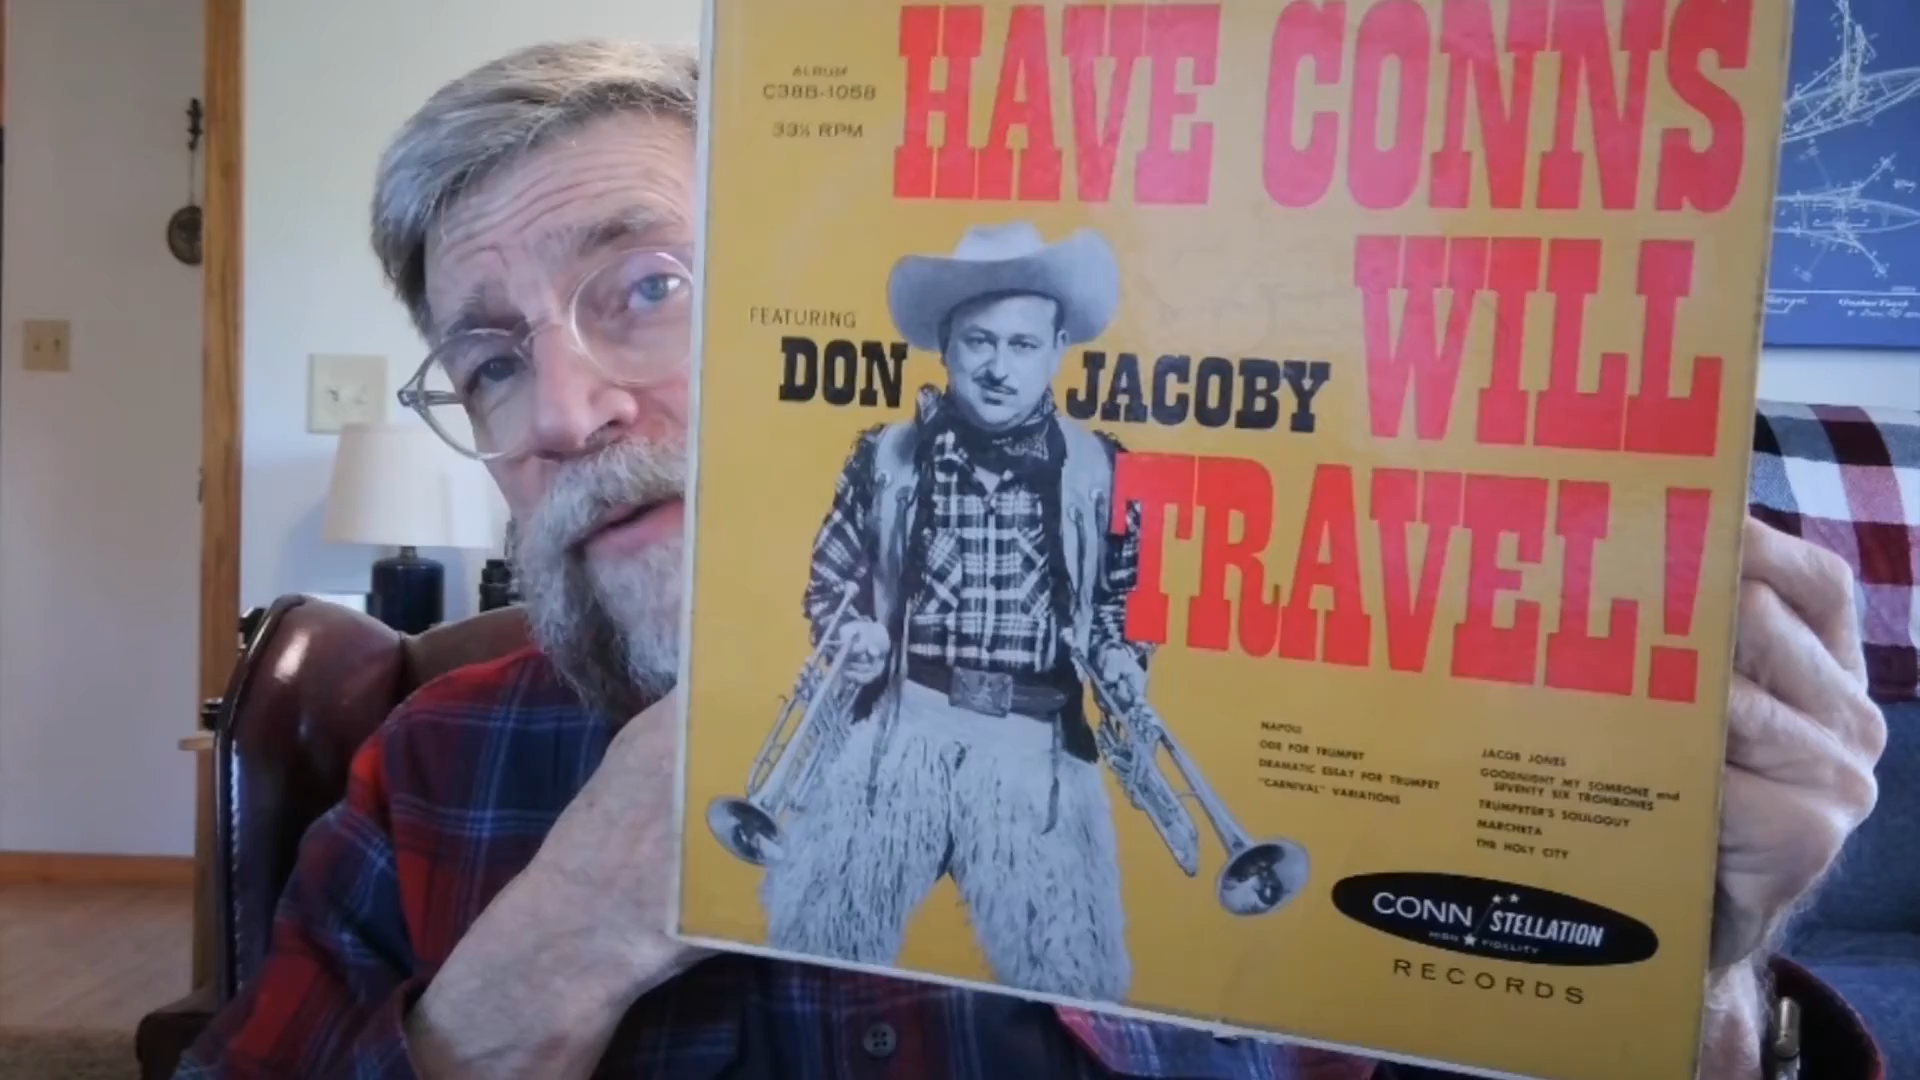 ALBUM
C38B-1058
33⅓ RPM
HAVE CONNS
WILL
TRAVEL!
FEATURING
DON JACOBY
NAPOLI
ODE FOR TRUMPET
DRAMATIC ESSAY FOR TRUMPET
"CARNIVAL" VARIATIONS
JACOB JONES
GOODNIGHT MY SOMEONE and
SEVENTY SIX TROMBONES
TRUMPETER'S SOLILOQUY
MARCHETA
THE HOLY CITY
CONN STELLATION
HIGH FIDELITY
RECORDS